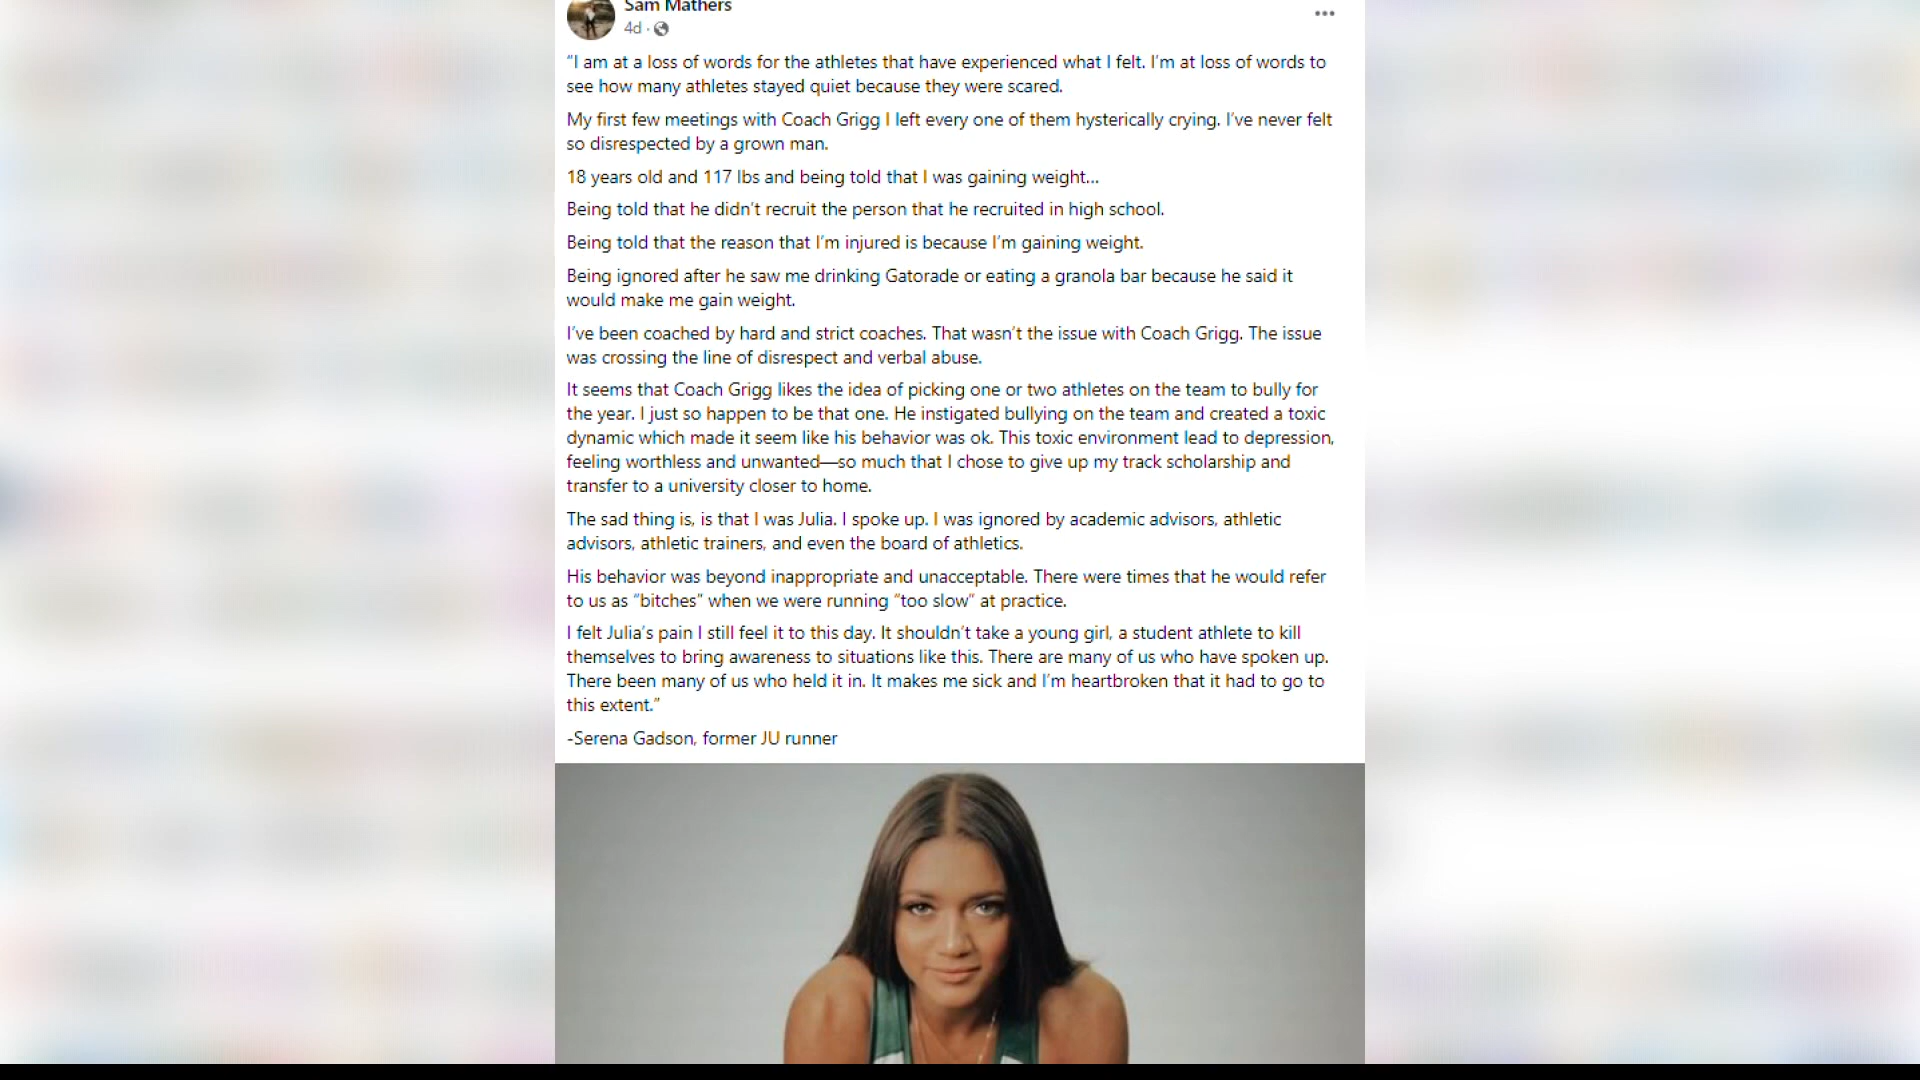 Sam Mathers
4d ·
“I am at a loss of words for the athletes that have experienced what I felt. I’m at loss of words to
see how many athletes stayed quiet because they were scared.
My first few meetings with Coach Grigg I left every one of them hysterically crying. I’ve never felt
so disrespected by a grown man.
18 years old and 117 lbs and being told that I was gaining weight...
Being told that he didn’t recruit the person that he recruited in high school.
Being told that the reason that I’m injured is because I’m gaining weight.
Being ignored after he saw me drinking Gatorade or eating a granola bar because he said it
would make me gain weight.
I’ve been coached by hard and strict coaches. That wasn’t the issue with Coach Grigg. The issue
was crossing the line of disrespect and verbal abuse.
It seems that Coach Grigg likes the idea of picking one or two athletes on the team to bully for
the year. I just so happen to be that one. He instigated bullying on the team and created a toxic
dynamic which made it seem like his behavior was ok. This toxic environment lead to depression,
feeling worthless and unwanted—so much that I chose to give up my track scholarship and
transfer to a university closer to home.
The sad thing is, is that I was Julia. I spoke up. I was ignored by academic advisors, athletic
advisors, athletic trainers, and even the board of athletics.
His behavior was beyond inappropriate and unacceptable. There were times that he would refer
to us as “bitches” when we were running “too slow” at practice.
I felt Julia’s pain I still feel it to this day. It shouldn’t take a young girl, a student athlete to kill
themselves to bring awareness to situations like this. There are many of us who have spoken up.
There been many of us who held it in. It makes me sick and I’m heartbroken that it had to go to
this extent.”
-Serena Gadson, former JU runner